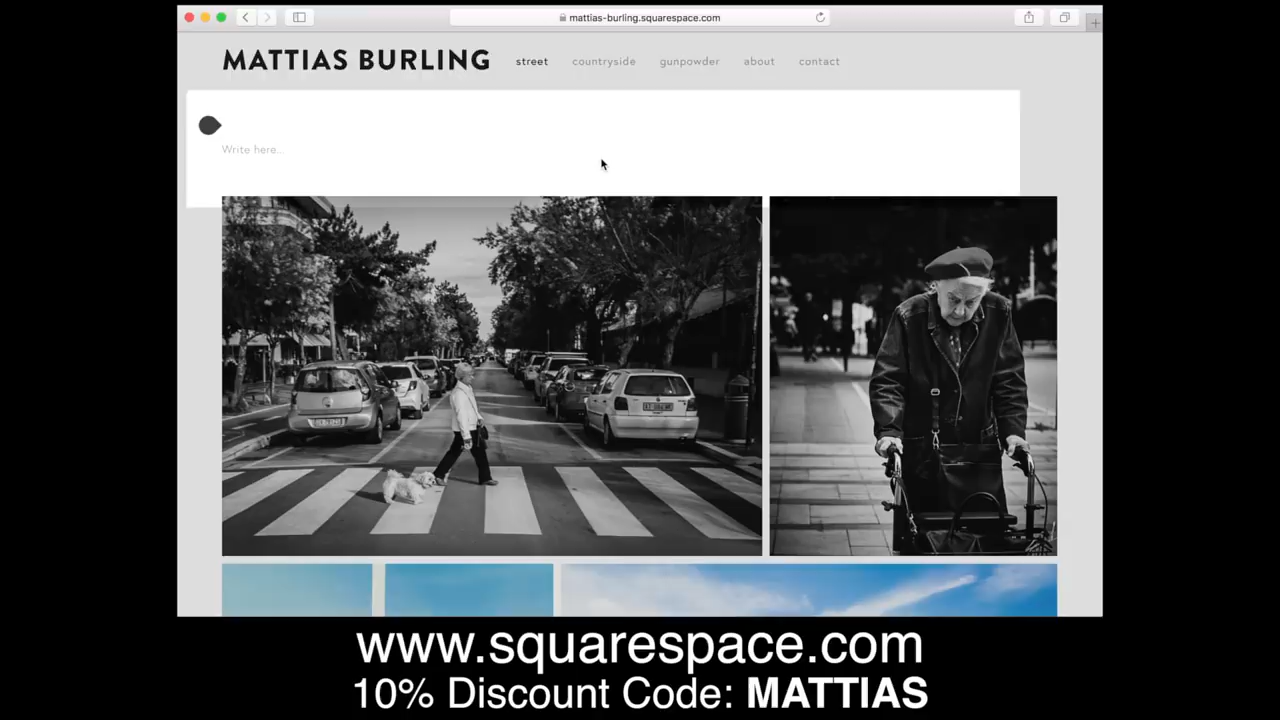 mattias-burling.squarespace.com
MATTIAS BURLING street countryside gunpowder about contact
Write here...
www.squarespace.com
10% Discount Code: MATTIAS